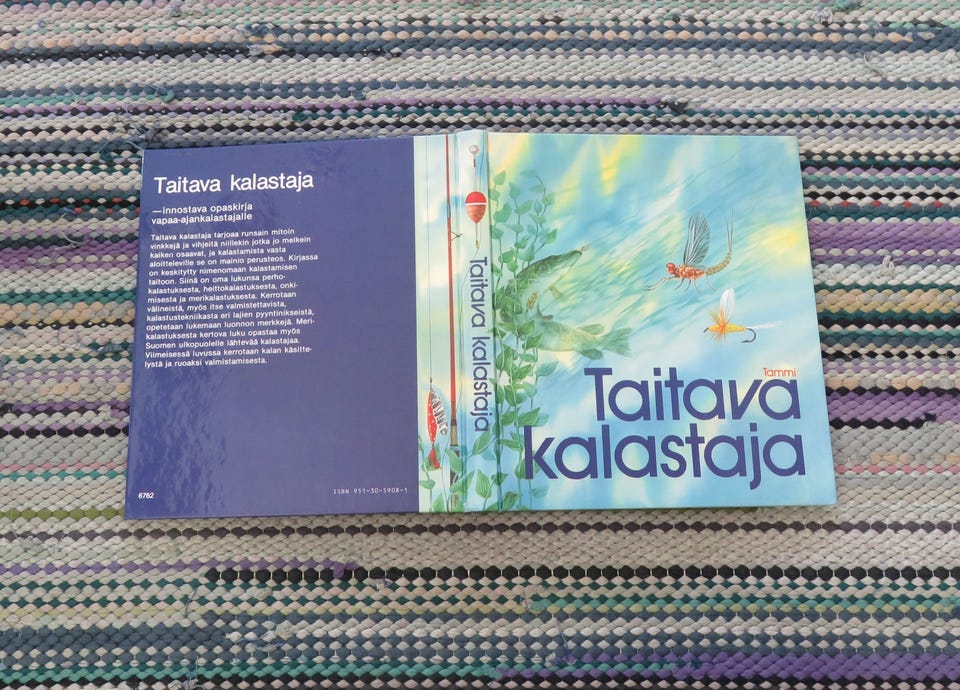 Taitava kalastaja
—innostava opaskirja
vapaa-ajankalastajalle
Taitava kalastaja tarjoaa runsain mitoin
vinkkejä ja vihjeitä niillekin jotka jo melkein
kaiken osaavat, ja kalastamista vasta
aloitteleville se on mainio perusteos. Kirjassa
on keskitytty nimenomaan kalastamisen
taitoon. Siinä on oma lukunsa perho-
kalastuksesta, heittokalastuksesta, onki-
misesta ja merikalastuksesta. Kerrotaan
välineistä, myös itse valmistettavista,
kalastustekniikasta eri lajien pyyntinikseistä,
opetetaan lukemaan luonnon merkkejä. Meri-
kalastuksesta kertova luku opastaa myös
Suomen ulkopuolelle lähtevää kalastajaa.
Viimeisessä luvussa kerrotaan kalan käsitte-
lystä ja ruoaksi valmistamisesta.
6762
ISBN 951-30-5908-1
Taitava kalastaja
Tammi
Taitava
kalastaja